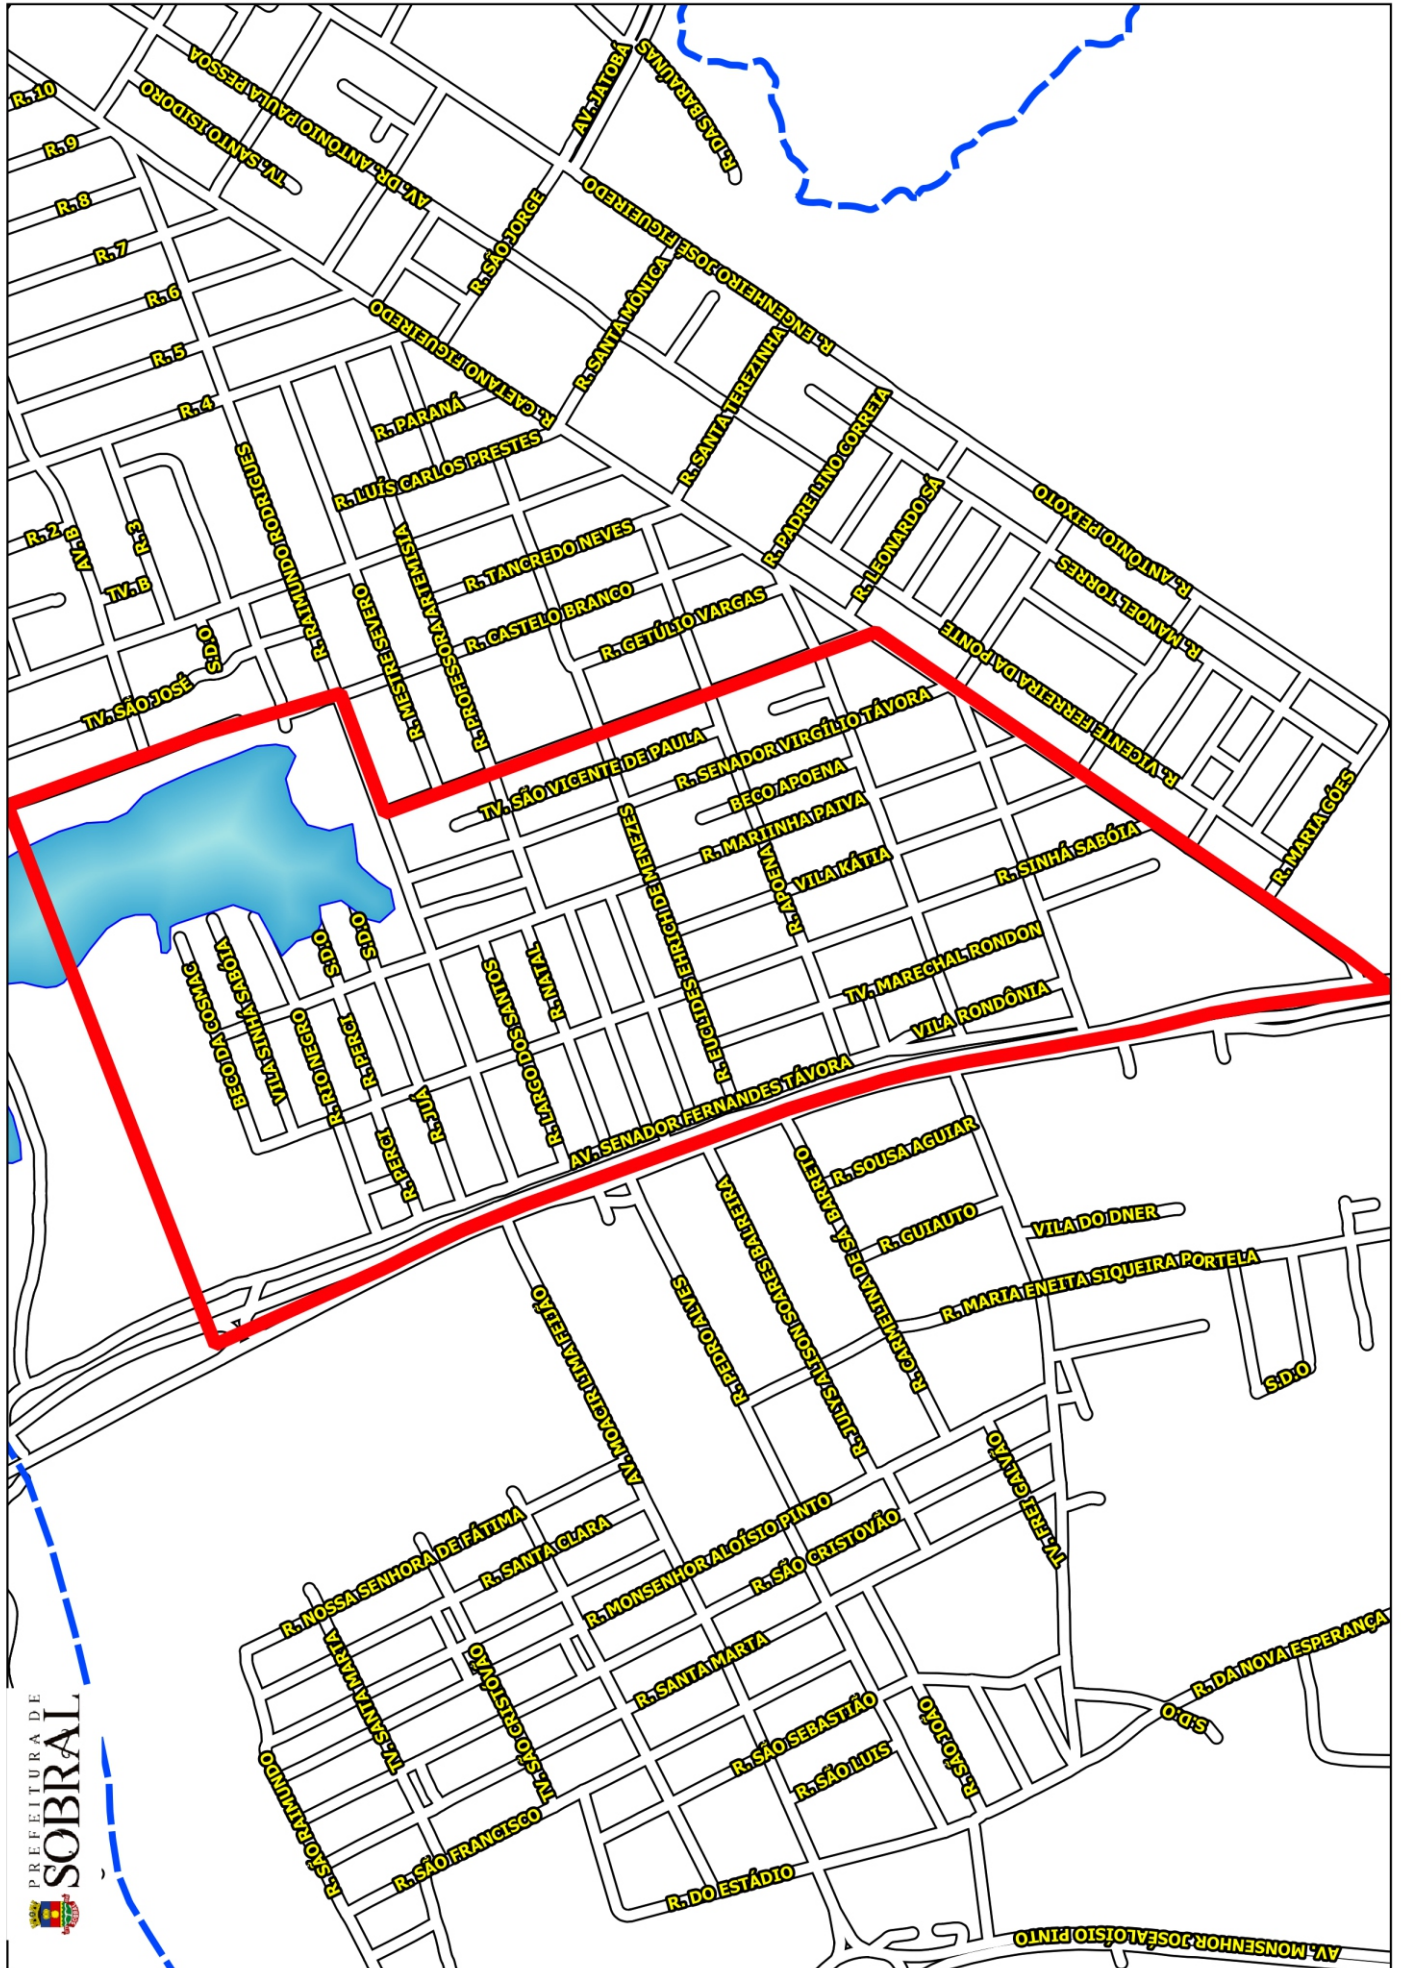 R. 10
R. 9
R. 8
R. 7
R. 6
R. 5
R. 4
R. 2
AV. B
R. 3
TV. B
S.D.O
TV. SÃO JOSÉ
TV. SANTO ISIDORO
AV. DR. ANTÔNIO PAULA PESSOA
AV. JATOBÁ
R. DAS BARAÚNAS
R. SÃO JORGE
R. ENGENHEIRO JOSÉ FIGUEIREDO
R. SANTA MÔNICA
R. CAETANO FIGUEIREDO
R. SANTA TEREZINHA
R. PADRE LINO CORREIA
R. LEONARDO SÁ
R. PARANÁ
R. LUÍS CARLOS PRESTES
R. RAIMUNDO RODRIGUES
R. MESTRE SEVERO
R. PROFESSORA ARTEMISIA
R. TANCREDO NEVES
R. CASTELO BRANCO
R. GETÚLIO VARGAS
R. ANTÔNIO PEIXOTO
R. MANOEL TORRES
R. VICENTE FERREIRA DA PONTE
R. MARIA GÓES
TV. SÃO VICENTE DE PAULA
R. SENADOR VIRGÍLIO TÁVORA
BECO APOENA
R. MARIINHA PAIVA
R. APOENA
VILA KÁTIA
R. SINHÁ SABÓIA
R. EUCLIDES EHRICH DE MENEZES
TV. MARECHAL RONDON
VILA RONDÔNIA
S.D.O
S.D.O
BECO DA COSMAC
VILA SINHÁ SABÓIA
R. RIO NEGRO
R. PERCI
R. PERCI
R. JUÁ
R. LARGO DOS SANTOS
R. NATAL
AV. SENADOR FERNANDES TÁVORA
R. SOUSA AGUIAR
R. GUIAUTO
VILA DO DNER
R. MARIA ENEITA SIQUEIRA PORTELA
S.D.O
AV. MOACIR LIMA FEIJÃO
R. PEDRO ALVES
R. JULYS ALISON SOARES BALREIRA
R. CARMELINA DE SÁ BARRETO
TV. FREI GALVÃO
R. NOSSA SENHORA DE FÁTIMA
R. SANTA CLARA
R. MONSENHOR ALOÍSIO PINTO
R. SÃO CRISTOVÃO
TV. SANTA MARTA
TV. SÃO CRISTOVÃO
R. SANTA MARTA
R. SÃO SEBASTIÃO
R. SÃO LUIS
R. SÃO JOÃO
R. DA NOVA ESPERANÇA
S.D.O
R. SÃO RAIMUNDO
R. SÃO FRANCISCO
R. DO ESTÁDIO
AV. MONSENHOR JOSÉALOÍSIO PINTO
PREFEITURA DE
SOBRAL